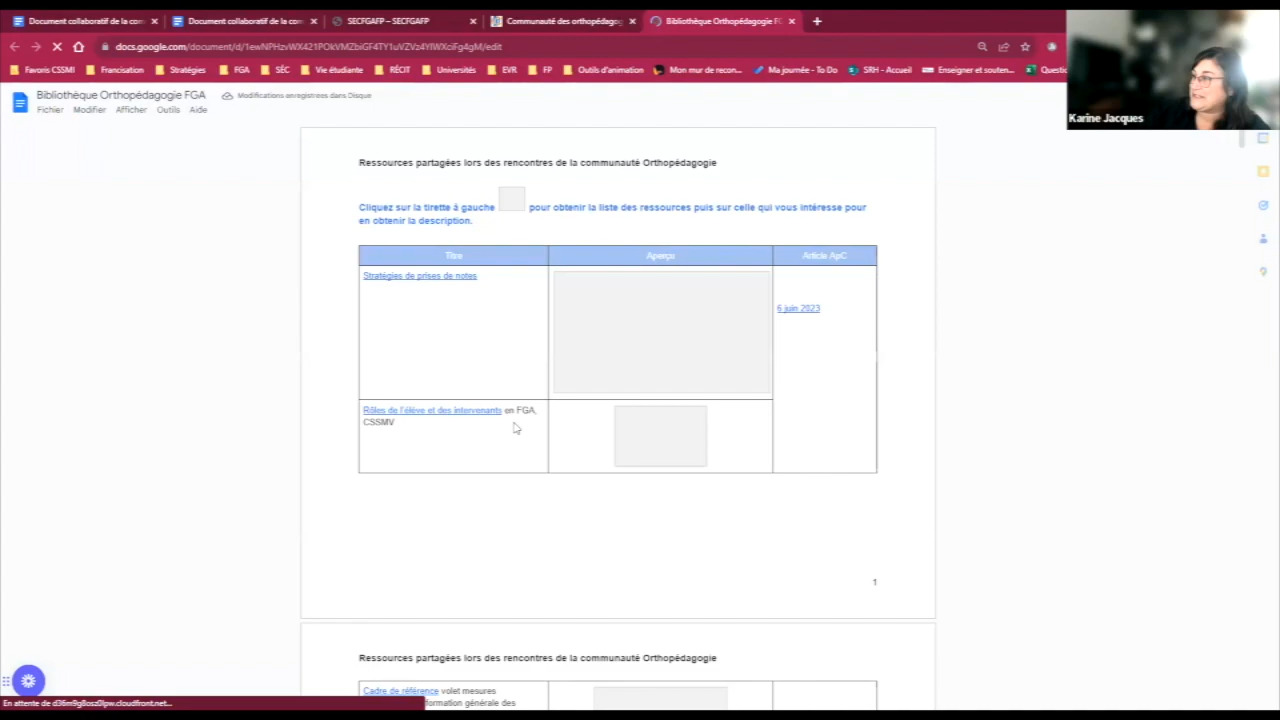 Document collaboratif de la com
Document collaboratif de la com
SECFGAFP – SECFGAFP
Communauté des orthopédagog
Bibliothèque Orthopédagogie FG
docs.google.com/document/d/1ewNPHzvWX421POkVMZbiGF4TY1uVZVz4YlWXciFg4gM/edit
Favoris CSSMI
Francisation
Stratégies
FGA
SÉC
Vie étudiante
RÉCIT
Universités
EVR
FP
Outils d'animation
Mon mur de recon...
Ma journée - To Do
SRH - Accueil
Enseigner et souten...
Questic
Bibliothèque Orthopédagogie FGA
Modifications enregistrées dans Disque
Fichier Modifier Afficher Outils Aide
Karine Jacques
Ressources partagées lors des rencontres de la communauté Orthopédagogie
Cliquez sur la tirette à gauche pour obtenir la liste des ressources puis sur celle qui vous intéresse pour
en obtenir la description.
Titre Aperçu Article ApC
Stratégies de prises de notes
6 juin 2023
Rôles de l'élève et des intervenants en FGA,
CSSMV
1
Ressources partagées lors des rencontres de la communauté Orthopédagogie
Cadre de référence volet mesures
formation générale des
En attente de d36m9g8osz0lpw.cloudfront.net...